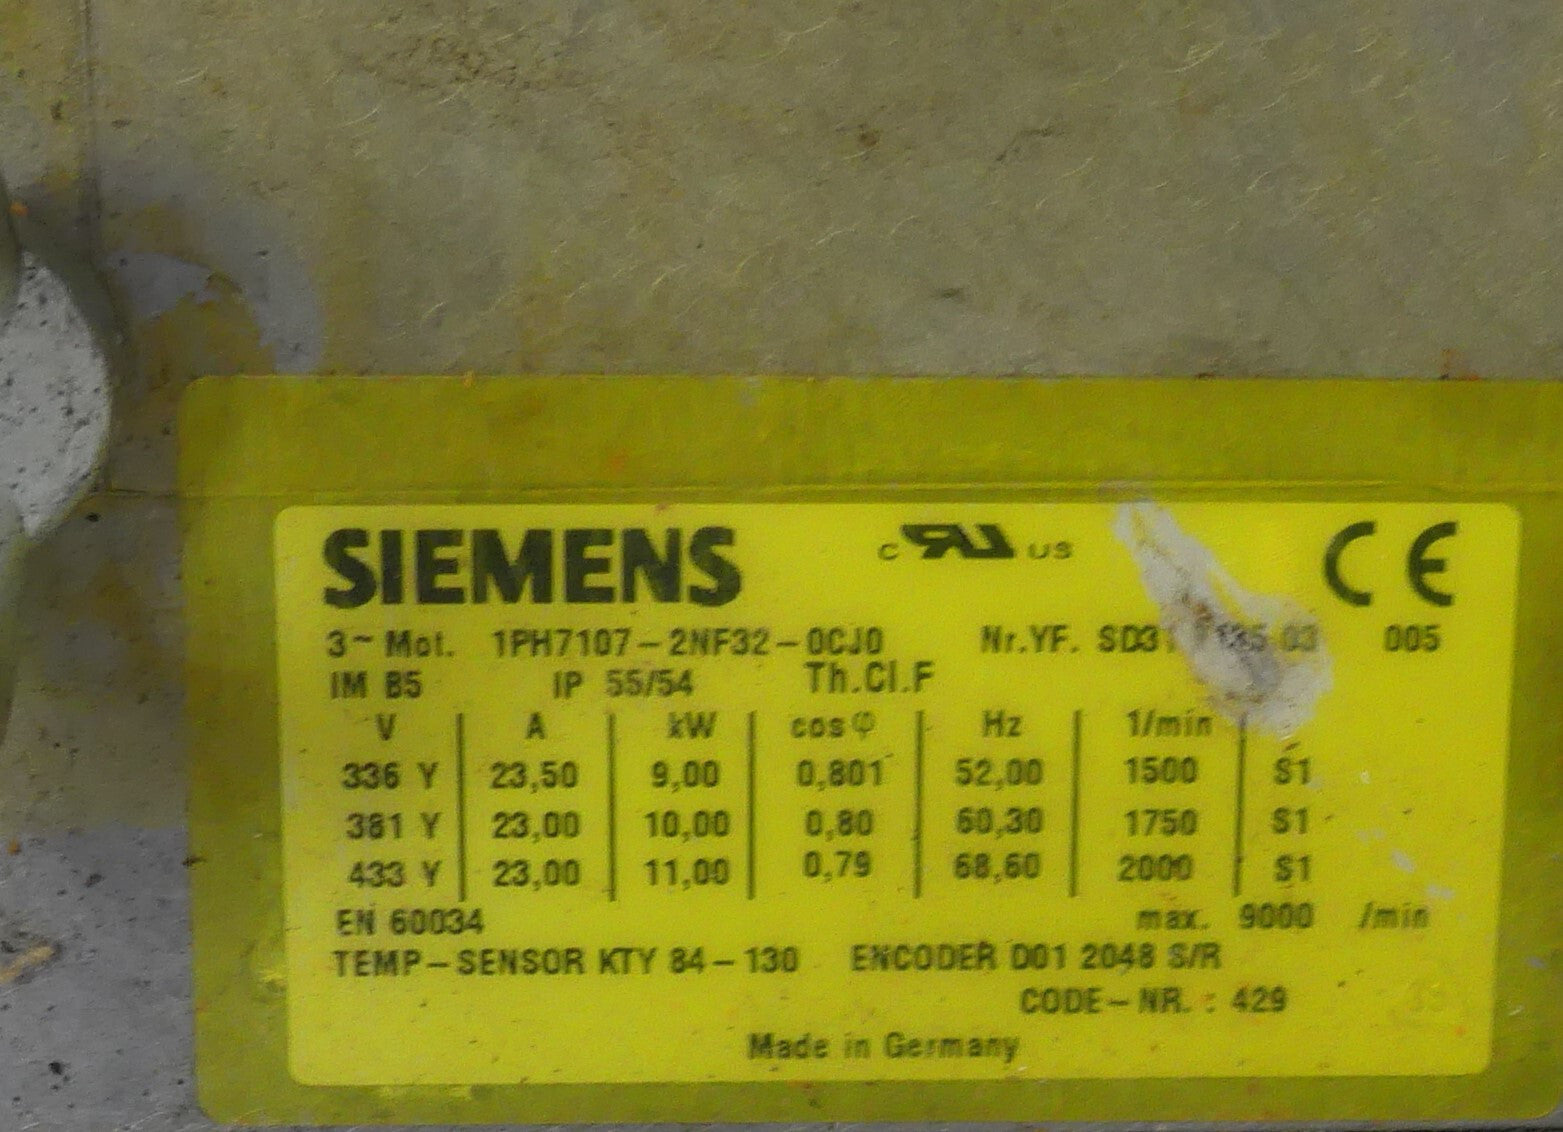 SIEMENS c RU US CE
3~ Mot. 1PH7107-2NF32-0CJ0 Nr.YF. 005
IM B5 IP 55/54 Th.Cl.F
V A kW cos φ Hz 1/min
336 Y 23,50 9,00 0,801 52,00 1500 S1
381 Y 23,00 10,00 0,80 60,30 1750 S1
433 Y 23,00 11,00 0,79 68,60 2000 S1
EN 60034 max. 9000 /min
TEMP-SENSOR KTY 84-130 ENCODER D01 2048 S/R
CODE-NR. : 429
Made in Germany